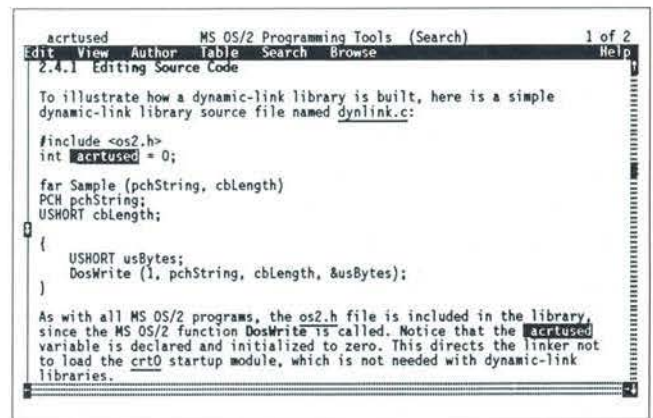 acrtused MS OS/2 Programming Tools (Search) 1 of 2
Edit View Author Table Search Browse Help
2.4.1 Editing Source Code
To illustrate how a dynamic-link library is built, here is a simple
dynamic-link library source file named dynlink.c:
#include <os2.h>
int acrtused = 0;
far Sample (pchString, cbLength)
PCH pchString;
USHORT cbLength;
{
USHORT usBytes;
DosWrite (1, pchString, cbLength, &usBytes);
}
As with all MS OS/2 programs, the os2.h file is included in the library,
since the MS OS/2 function DosWrite is called. Notice that the acrtused
variable is declared and initialized to zero. This directs the linker not
to load the crt0 startup module, which is not needed with dynamic-link
libraries.